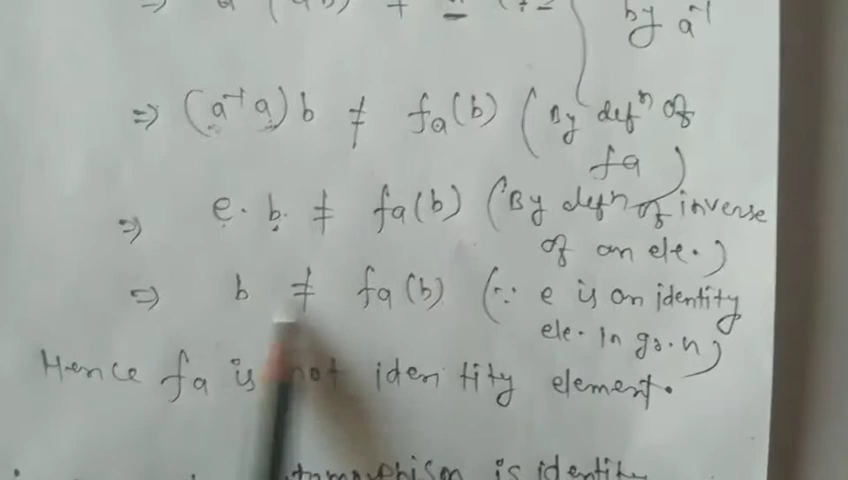 by a⁻¹
⇒ (a⁻¹a)b ≠ fa(b) (By defⁿ of
fa)
⇒ e·b· ≠ fa(b) (By defⁿ of inverse
of an ele.)
⇒ b ≠ fa(b) (∵ e is an identity
ele. in
Hence fa is not identity element.
is identity